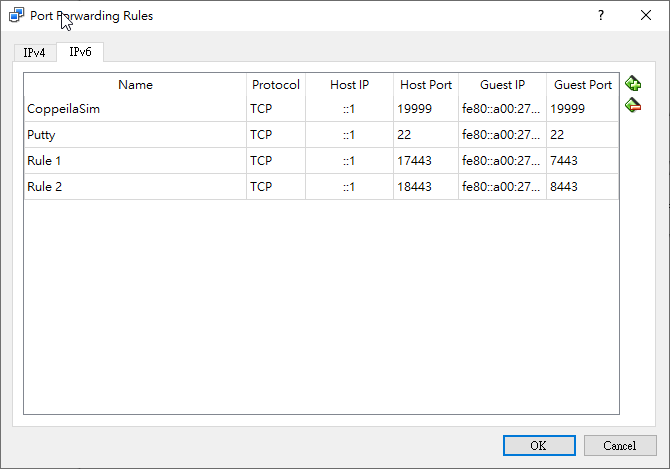 Port Forwarding Rules ?
IPv4 IPv6
Name Protocol Host IP Host Port Guest IP Guest Port
CoppeilaSim TCP ::1 19999 fe80::a00:27... 19999
Putty TCP ::1 22 fe80::a00:27... 22
Rule 1 TCP ::1 17443 fe80::a00:27... 7443
Rule 2 TCP ::1 18443 fe80::a00:27... 8443
OK Cancel